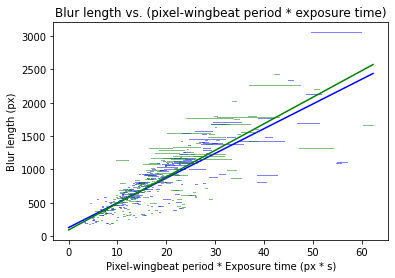 Blur length vs. (pixel-wingbeat period * exposure time)
3000
2500
2000
1500
1000
500
0
Blur length (px)
0 10 20 30 40 50 60
Pixel-wingbeat period * Exposure time (px * s)